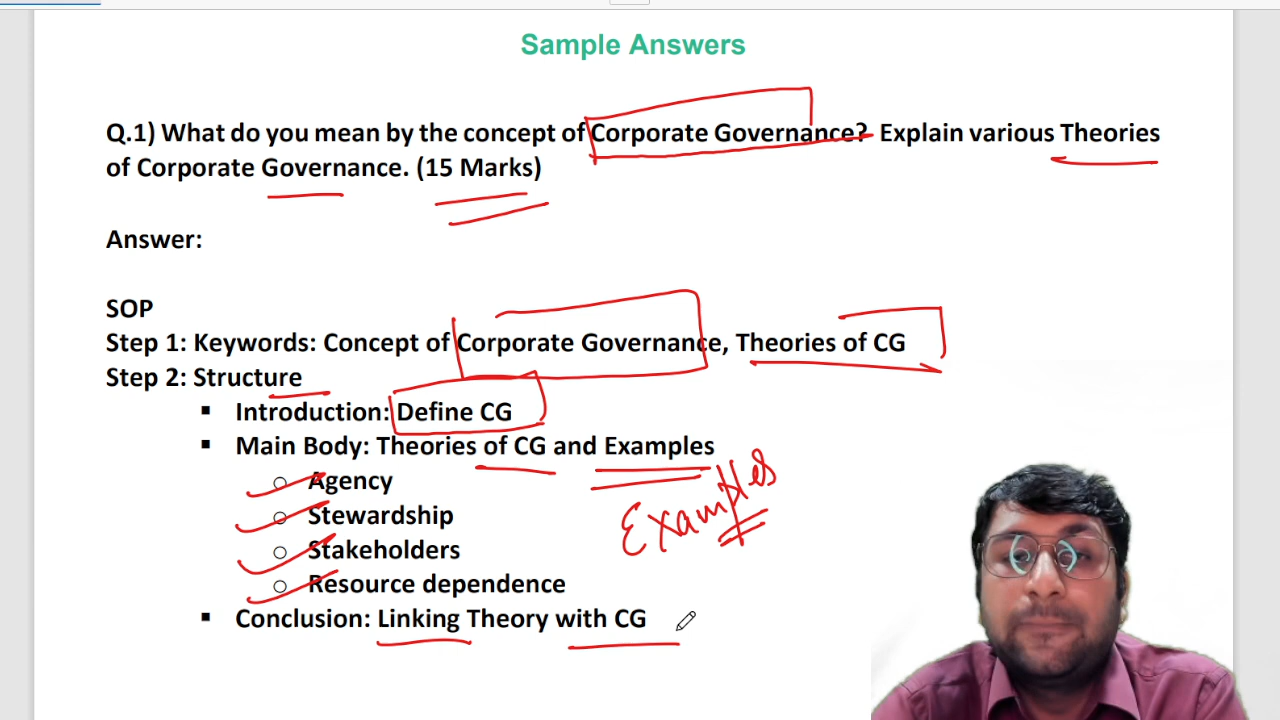 Sample Answers
Q.1) What do you mean by the concept of Corporate Governance? Explain various Theories
of Corporate Governance. (15 Marks)
Answer:
SOP
Step 1: Keywords: Concept of Corporate Governance, Theories of CG
Step 2: Structure
▪ Introduction: Define CG
▪ Main Body: Theories of CG and Examples
○ Agency
○ Stewardship
○ Stakeholders
○ Resource dependence
Examples
▪ Conclusion: Linking Theory with CG